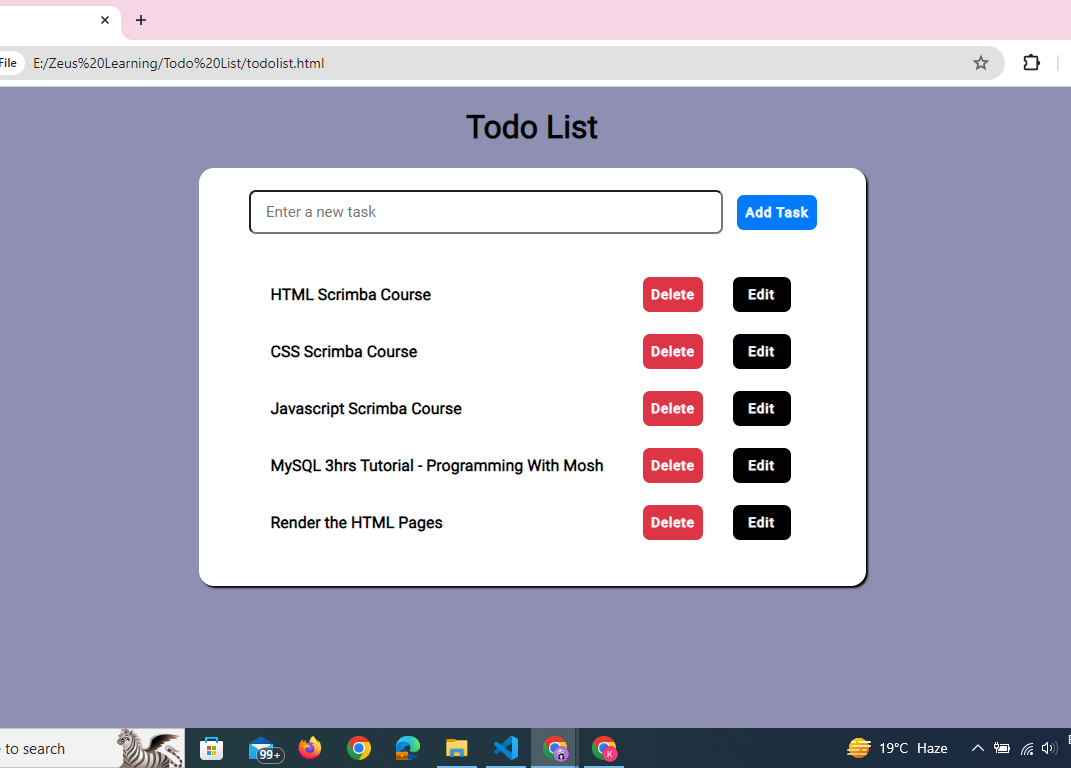 File E:/Zeus%20Learning/Todo%20List/todolist.html
Todo List
Enter a new task Add Task
HTML Scrimba Course Delete Edit
CSS Scrimba Course Delete Edit
Javascript Scrimba Course Delete Edit
MySQL 3hrs Tutorial - Programming With Mosh Delete Edit
Render the HTML Pages Delete Edit
to search 99+ K 19°C Haze